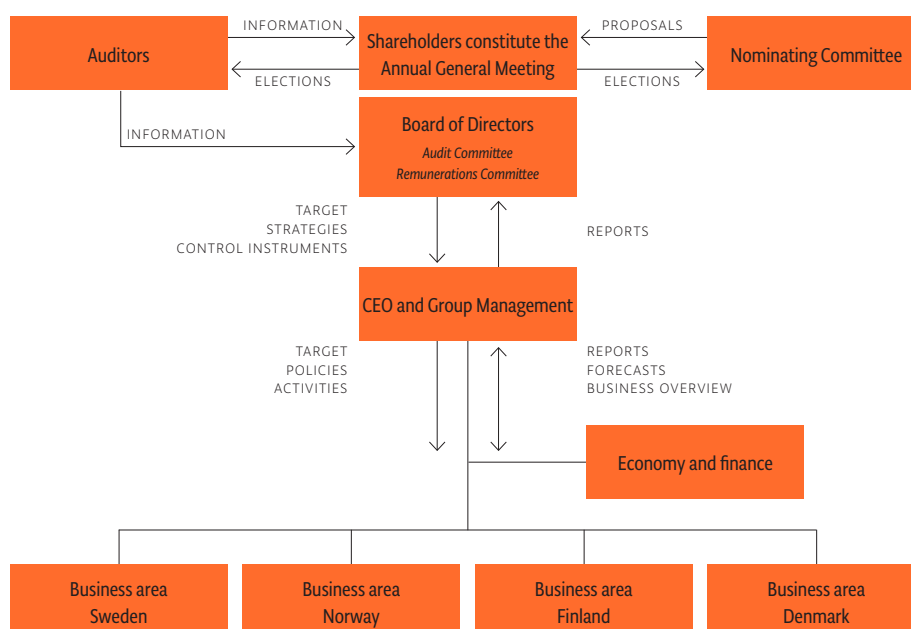 INFORMATION
PROPOSALS
Auditors
Shareholders constitute the
Annual General Meeting
Nominating Committee
ELECTIONS
ELECTIONS
INFORMATION
Board of Directors
Audit Committee
Remunerations Committee
TARGET
STRATEGIES
CONTROL INSTRUMENTS
REPORTS
CEO and Group Management
TARGET
POLICIES
ACTIVITIES
REPORTS
FORECASTS
BUSINESS OVERVIEW
Economy and finance
Business area
Sweden
Business area
Norway
Business area
Finland
Business area
Denmark